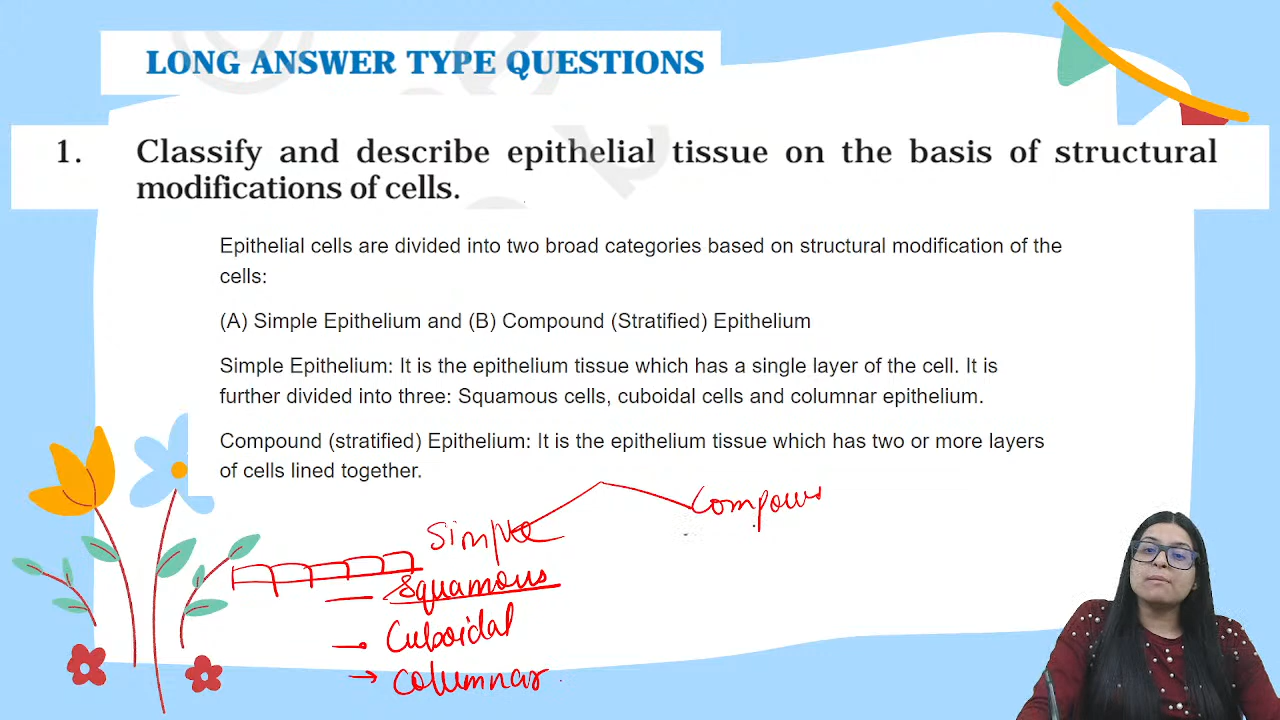 LONG ANSWER TYPE QUESTIONS
1. Classify and describe epithelial tissue on the basis of structural
modifications of cells.
Epithelial cells are divided into two broad categories based on structural modification of the
cells:
(A) Simple Epithelium and (B) Compound (Stratified) Epithelium
Simple Epithelium: It is the epithelium tissue which has a single layer of the cell. It is
further divided into three: Squamous cells, cuboidal cells and columnar epithelium.
Compound (stratified) Epithelium: It is the epithelium tissue which has two or more layers
of cells lined together.
Simple
Squamous
Cuboidal
Columnar